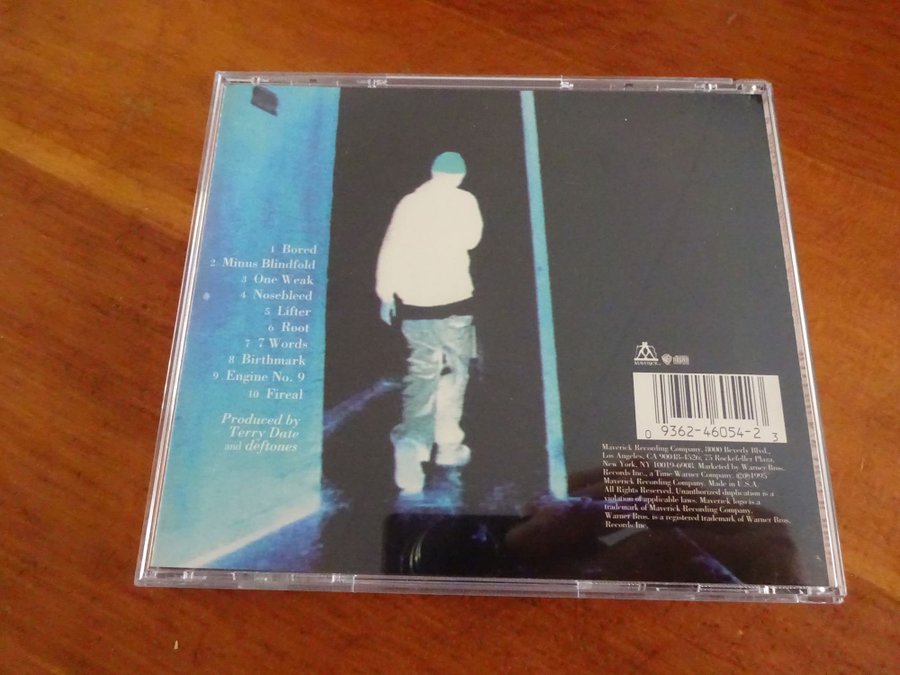 1 Bored
2 Minus Blindfold
3 One Weak
4 Nosebleed
5 Lifter
6 Root
7 7 Words
8 Birthmark
9 Engine No. 9
10 Fireal
Produced by
Terry Date
and deftones
MAVERICK
0 9362-46054-2 3
Maverick Recording Company, 8000 Beverly Blvd.,
Los Angeles, CA 90048-4526; 75 Rockefeller Plaza,
New York, NY 10019-6908. Marketed by Warner Bros.
Records Inc., a Time Warner Company. ©℗1995
Maverick Recording Company. Made in U.S.A.
All Rights Reserved. Unauthorized duplication is a
violation of applicable laws. Maverick logo is a
trademark of Maverick Recording Company.
Warner Bros. is a registered trademark of Warner Bros.
Records Inc.